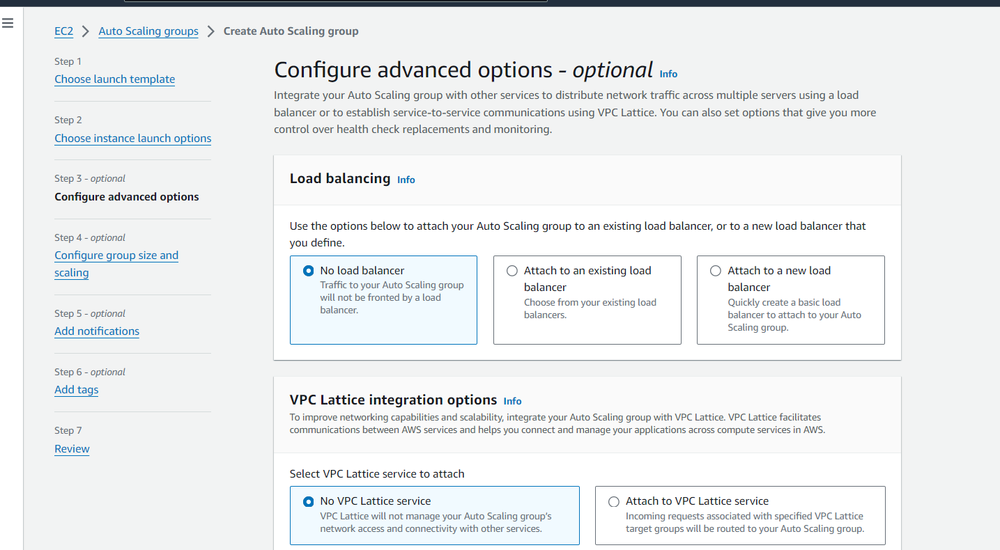 EC2 > Auto Scaling groups > Create Auto Scaling group
Step 1
Choose launch template
Step 2
Choose instance launch options
Step 3 - optional
Configure advanced options
Step 4 - optional
Configure group size and
scaling
Step 5 - optional
Add notifications
Step 6 - optional
Add tags
Step 7
Review
Configure advanced options - optional Info
Integrate your Auto Scaling group with other services to distribute network traffic across multiple servers using a load
balancer or to establish service-to-service communications using VPC Lattice. You can also set options that give you more
control over health check replacements and monitoring.
Load balancing Info
Use the options below to attach your Auto Scaling group to an existing load balancer, or to a new load balancer that
you define.
No load balancer
Traffic to your Auto Scaling group
will not be fronted by a load
balancer.
Attach to an existing load
balancer
Choose from your existing load
balancers.
Attach to a new load
balancer
Quickly create a basic load
balancer to attach to your Auto
Scaling group.
VPC Lattice integration options Info
To improve networking capabilities and scalability, integrate your Auto Scaling group with VPC Lattice. VPC Lattice facilitates
communications between AWS services and helps you connect and manage your applications across compute services in AWS.
Select VPC Lattice service to attach
No VPC Lattice service
VPC Lattice will not manage your Auto Scaling group's
network access and connectivity with other services.
Attach to VPC Lattice service
Incoming requests associated with specified VPC Lattice
target groups will be routed to your Auto Scaling group.